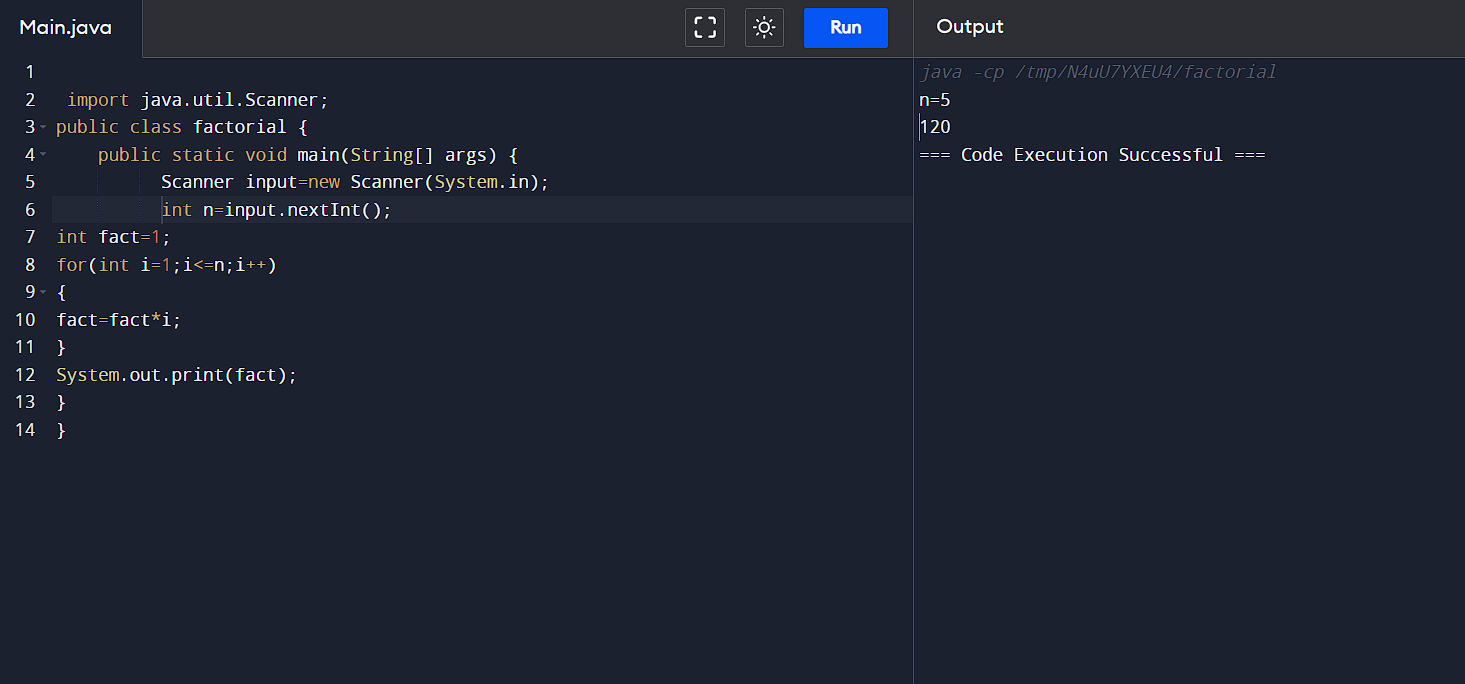 Main.java
Run
Output
1
2 import java.util.Scanner;
3 public class factorial {
4 public static void main(String[] args) {
5 Scanner input=new Scanner(System.in);
6 int n=input.nextInt();
7 int fact=1;
8 for(int i=1;i<=n;i++)
9 {
10 fact=fact*i;
11 }
12 System.out.print(fact);
13 }
14 }
java -cp /tmp/N4uU7YXEU4/factorial
n=5
120
=== Code Execution Successful ===